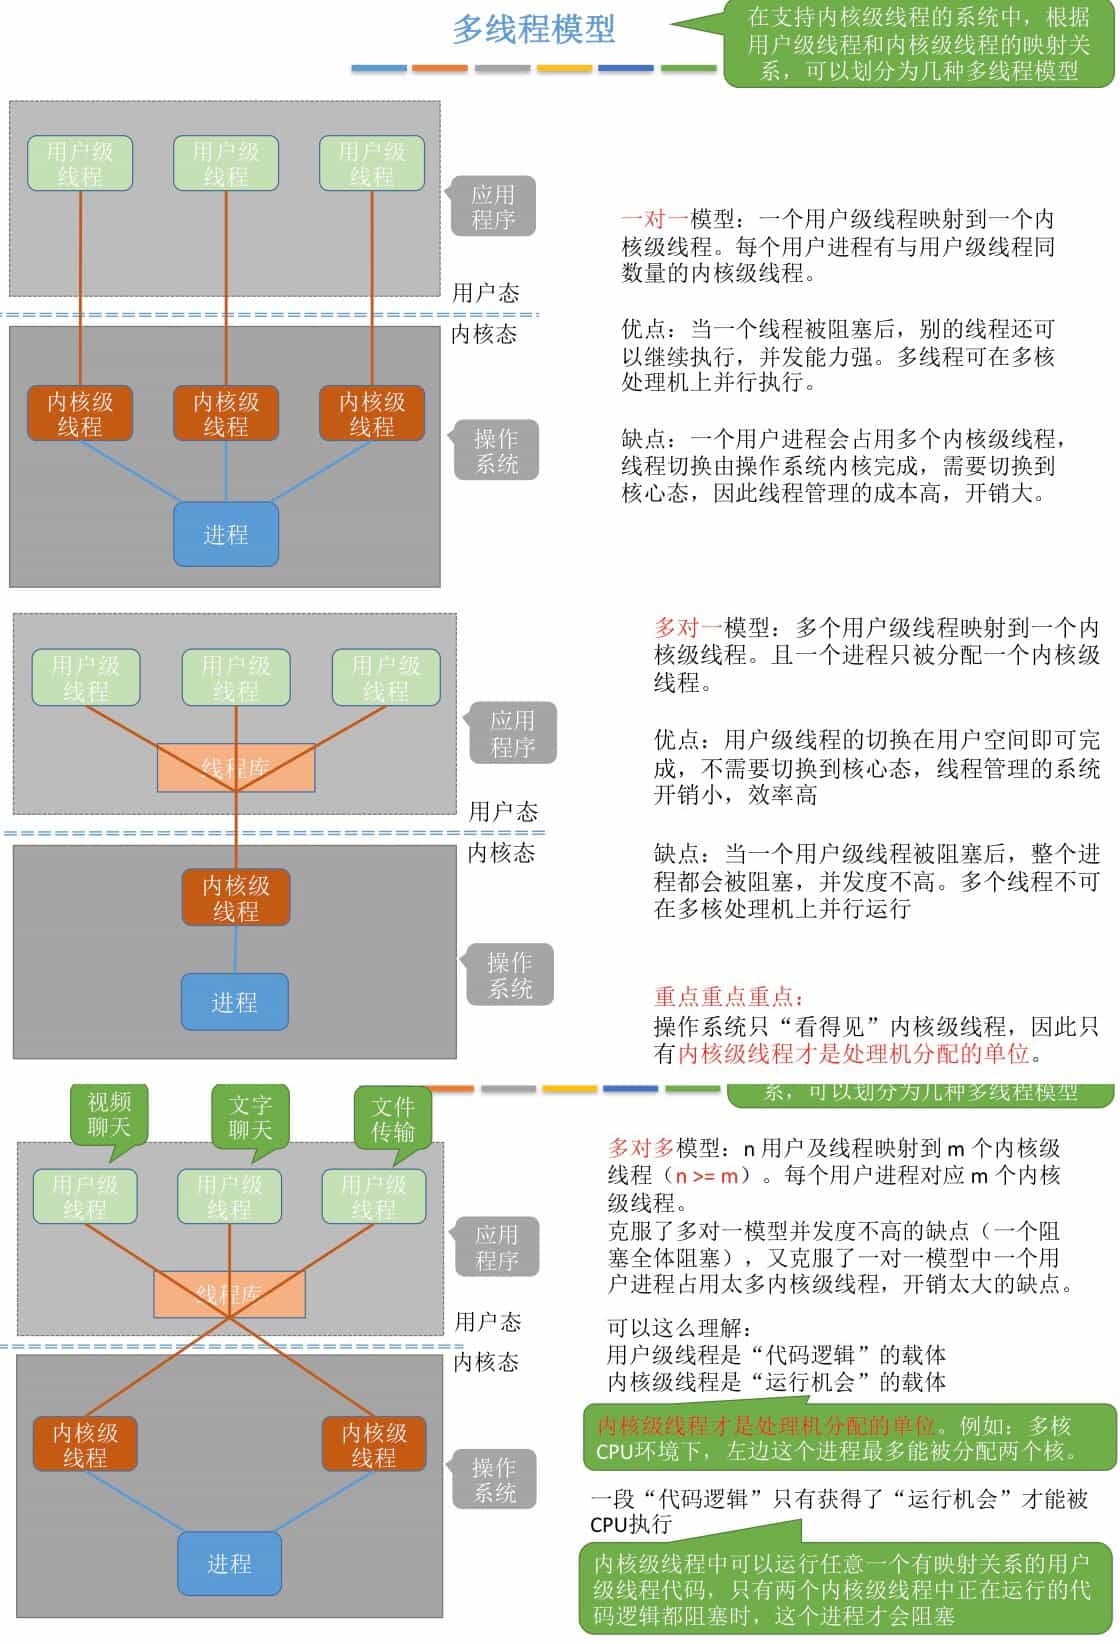 多线程模型
在支持内核级线程的系统中，根据
用户级线程和内核级线程的映射关
系，可以划分为几种多线程模型
用户级
线程
用户级
线程
用户级
线程
应用
程序
用户态
内核态
内核级
线程
内核级
线程
内核级
线程
操作
系统
进程
一对一模型：一个用户级线程映射到一个内
核级线程。每个用户进程有与用户级线程同
数量的内核级线程。
优点：当一个线程被阻塞后，别的线程还可
以继续执行，并发能力强。多线程可在多核
处理机上并行执行。
缺点：一个用户进程会占用多个内核级线程，
线程切换由操作系统内核完成，需要切换到
核心态，因此线程管理的成本高，开销大。
用户级
线程
用户级
线程
用户级
线程
线程库
应用
程序
用户态
内核态
内核级
线程
操作
系统
进程
多对一模型：多个用户级线程映射到一个内
核级线程。且一个进程只被分配一个内核级
线程。
优点：用户级线程的切换在用户空间即可完
成，不需要切换到核心态，线程管理的系统
开销小，效率高
缺点：当一个用户级线程被阻塞后，整个进
程都会被阻塞，并发度不高。多个线程不可
在多核处理机上并行运行
重点重点重点：
操作系统只“看得见”内核级线程，因此只
有内核级线程才是处理机分配的单位。
系，可以划分为几种多线程模型
视频
聊天
文字
聊天
文件
传输
用户级
线程
用户级
线程
用户级
线程
线程库
应用
程序
用户态
内核态
内核级
线程
内核级
线程
操作
系统
进程
多对多模型：n 用户及线程映射到 m 个内核级
线程（n >= m）。每个用户进程对应 m 个内核
级线程。
克服了多对一模型并发度不高的缺点（一个阻
塞全体阻塞），又克服了一对一模型中一个用
户进程占用太多内核级线程，开销太大的缺点。
可以这么理解：
用户级线程是“代码逻辑”的载体
内核级线程是“运行机会”的载体
内核级线程才是处理机分配的单位。例如：多核
CPU环境下，左边这个进程最多能被分配两个核。
一段“代码逻辑”只有获得了“运行机会”才能被
CPU执行
内核级线程中可以运行任意一个有映射关系的用户
级线程代码，只有两个内核级线程中正在运行的代
码逻辑都阻塞时，这个进程才会阻塞